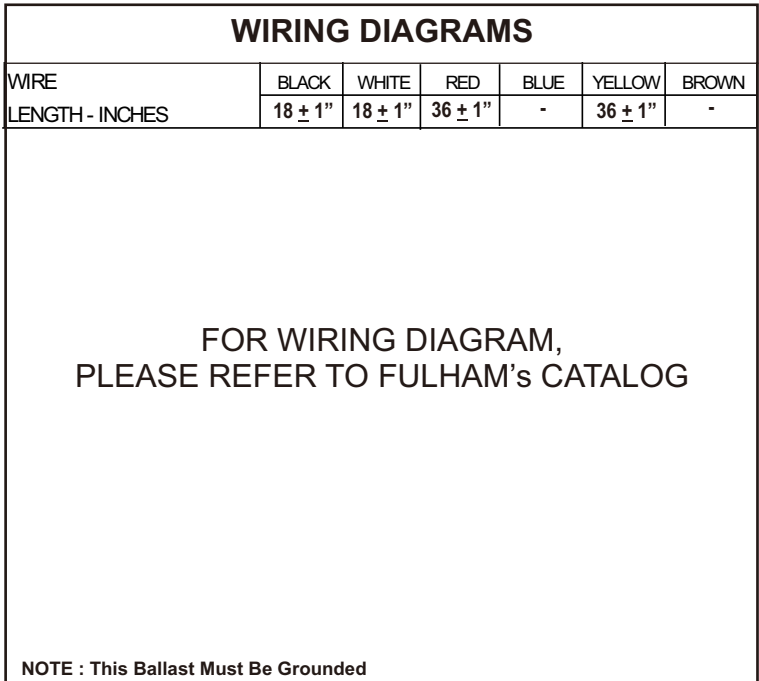 WIRING DIAGRAMS
WIRE BLACK WHITE RED BLUE YELLOW BROWN
LENGTH - INCHES 18 ± 1” 18 ± 1” 36 ± 1” - 36 ± 1” -
FOR WIRING DIAGRAM,
PLEASE REFER TO FULHAM’s CATALOG
NOTE : This Ballast Must Be Grounded